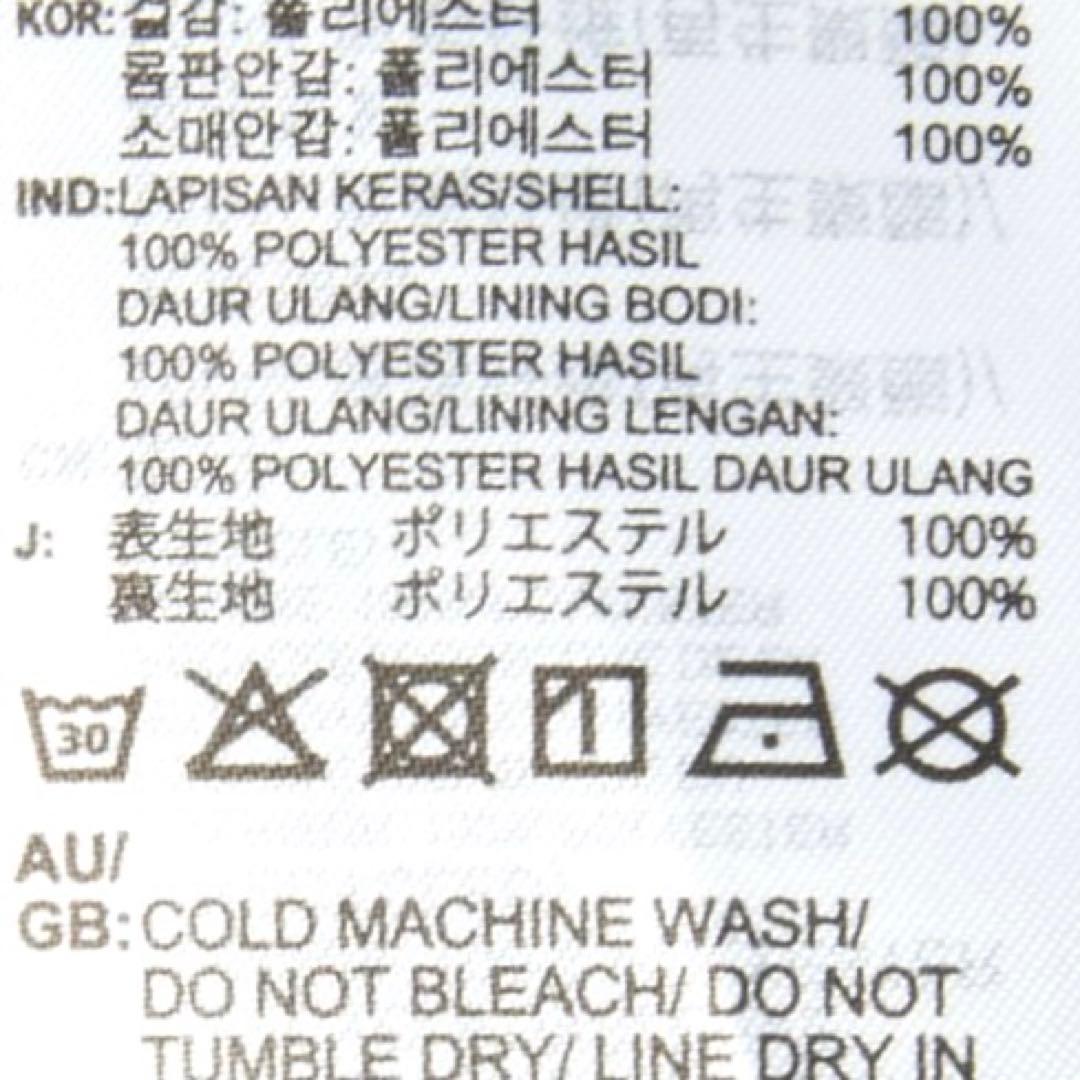 KOR: 겉감: 폴리에스터 100%
몸판안감: 폴리에스터 100%
소매안감: 폴리에스터 100%
IND:LAPISAN KERAS/SHELL:
100% POLYESTER HASIL
DAUR ULANG/LINING BODI:
100% POLYESTER HASIL
DAUR ULANG/LINING LENGAN:
100% POLYESTER HASIL DAUR ULANG
J: 表生地 ポリエステル 100%
裏生地 ポリエステル 100%
30
AU/
GB: COLD MACHINE WASH/
DO NOT BLEACH/ DO NOT
TUMBLE DRY/ LINE DRY IN